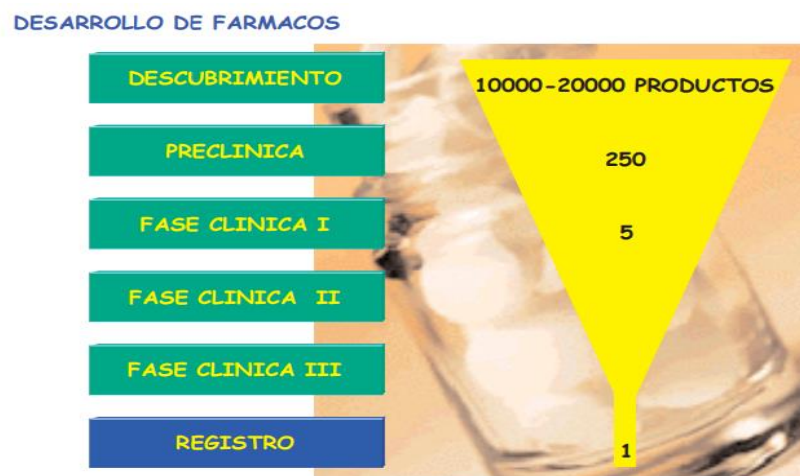 DESARROLLO DE FARMACOS
DESCUBRIMIENTO
10000-20000 PRODUCTOS
PRECLINICA
250
FASE CLINICA I
5
FASE CLINICA II
FASE CLINICA III
REGISTRO
1